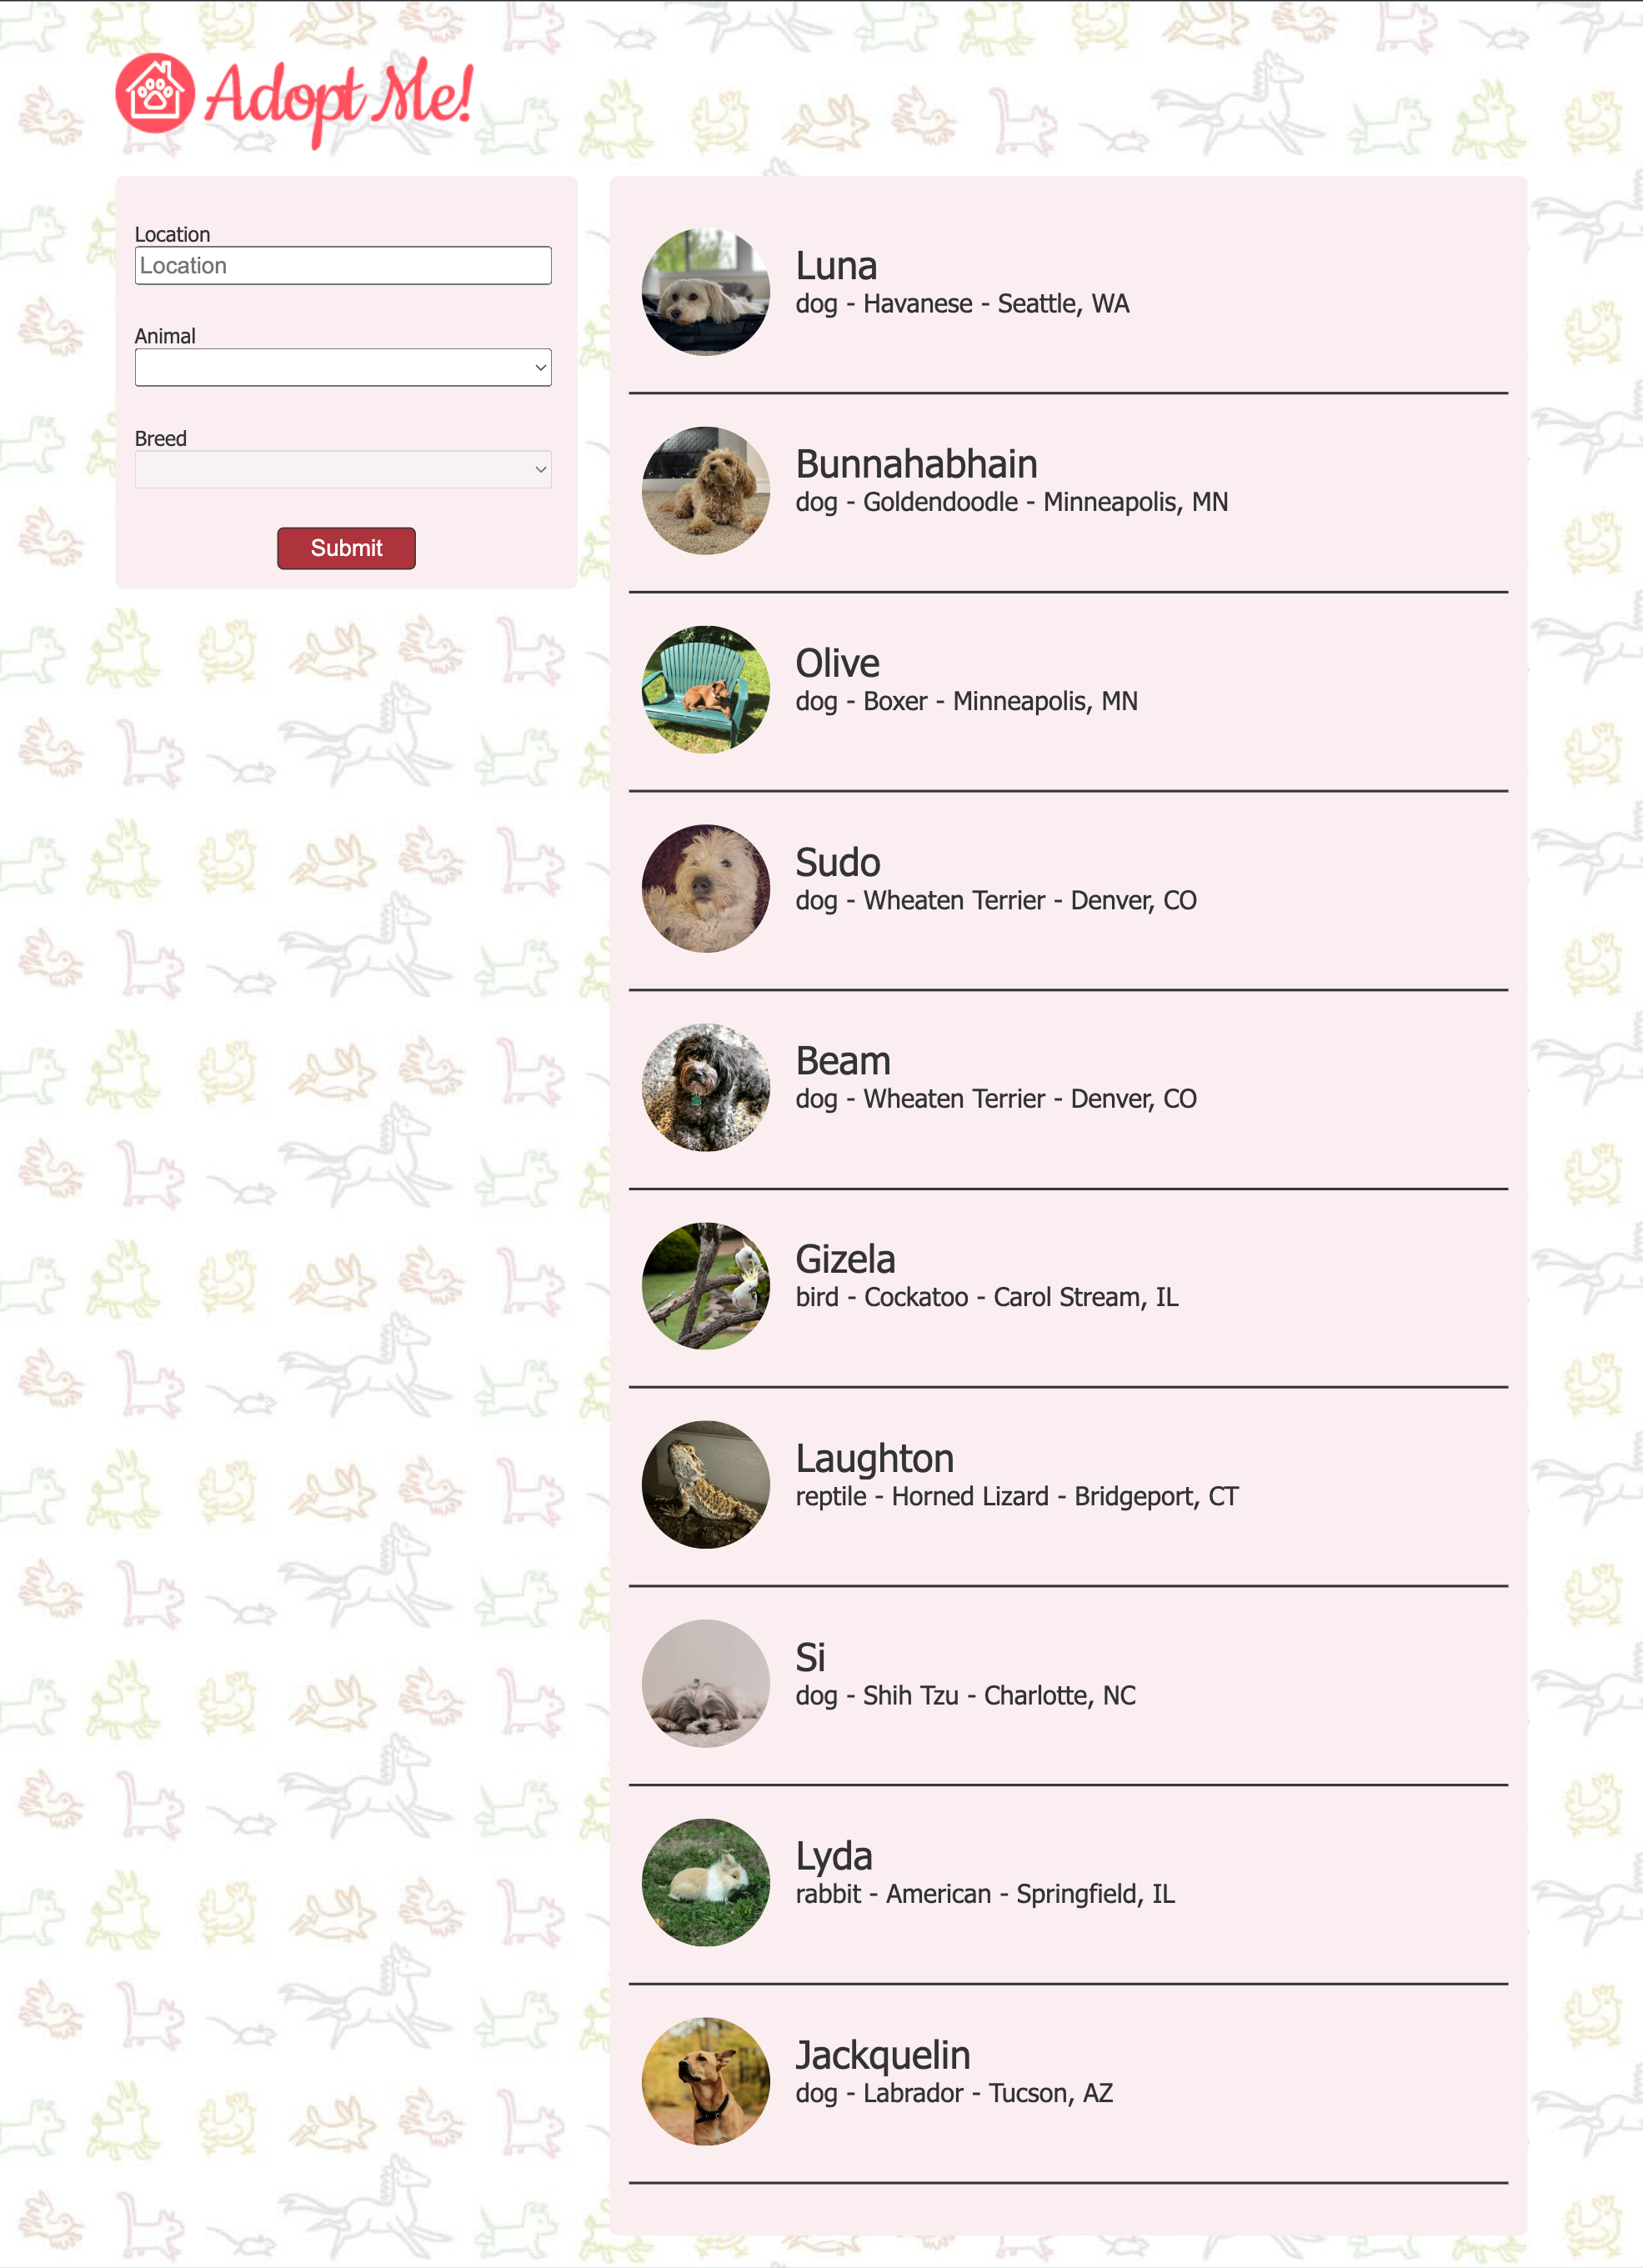 Adopt Me!
Location
Location
Animal
Breed
Submit
Luna
dog - Havanese - Seattle, WA
Bunnahabhain
dog - Goldendoodle - Minneapolis, MN
Olive
dog - Boxer - Minneapolis, MN
Sudo
dog - Wheaten Terrier - Denver, CO
Beam
dog - Wheaten Terrier - Denver, CO
Gizela
bird - Cockatoo - Carol Stream, IL
Laughton
reptile - Horned Lizard - Bridgeport, CT
Si
dog - Shih Tzu - Charlotte, NC
Lyda
rabbit - American - Springfield, IL
Jackquelin
dog - Labrador - Tucson, AZ